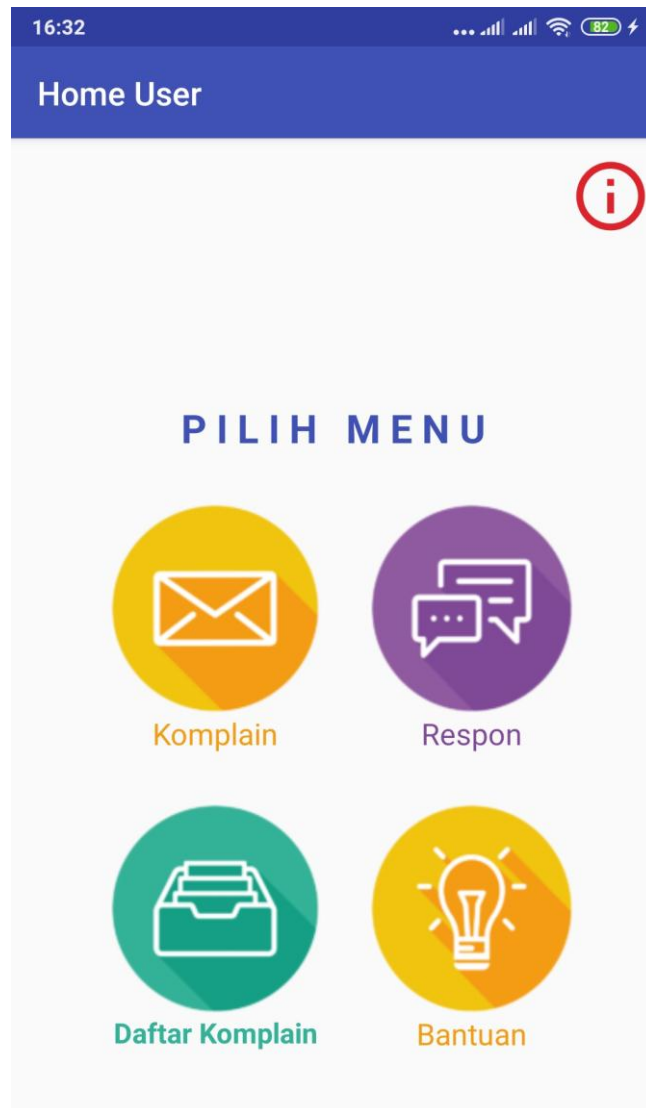 16:32 82
Home User
PILIH MENU
Komplain Respon
Daftar Komplain Bantuan